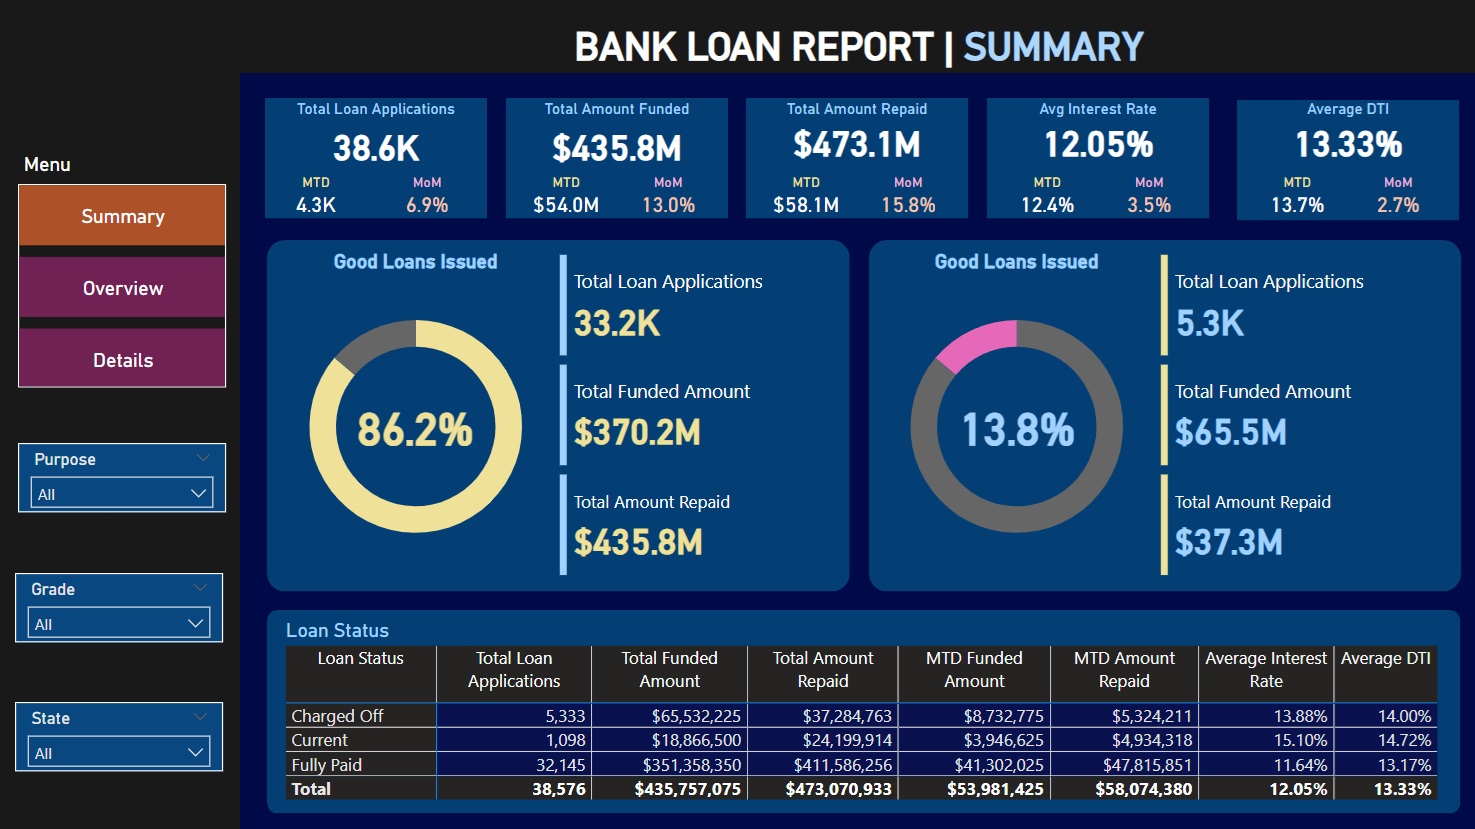 BANK LOAN REPORT | SUMMARY
Total Loan Applications
38.6K
MTD MoM
4.3K 6.9%
Total Amount Funded
$435.8M
MTD MoM
$54.0M 13.0%
Total Amount Repaid
$473.1M
MTD MoM
$58.1M 15.8%
Avg Interest Rate
12.05%
MTD MoM
12.4% 3.5%
Average DTI
13.33%
MTD MoM
13.7% 2.7%
Menu
Summary
Overview
Details
Purpose
All
Grade
All
State
All
Good Loans Issued
86.2%
Total Loan Applications
33.2K
Total Funded Amount
$370.2M
Total Amount Repaid
$435.8M
Good Loans Issued
13.8%
Total Loan Applications
5.3K
Total Funded Amount
$65.5M
Total Amount Repaid
$37.3M
Loan Status
Loan Status Total Loan Total Funded Total Amount MTD Funded MTD Amount Average Interest Average DTI
Applications Amount Repaid Amount Repaid Rate
Charged Off 5,333 $65,532,225 $37,284,763 $8,732,775 $5,324,211 13.88% 14.00%
Current 1,098 $18,866,500 $24,199,914 $3,946,625 $4,934,318 15.10% 14.72%
Fully Paid 32,145 $351,358,350 $411,586,256 $41,302,025 $47,815,851 11.64% 13.17%
Total 38,576 $435,757,075 $473,070,933 $53,981,425 $58,074,380 12.05% 13.33%